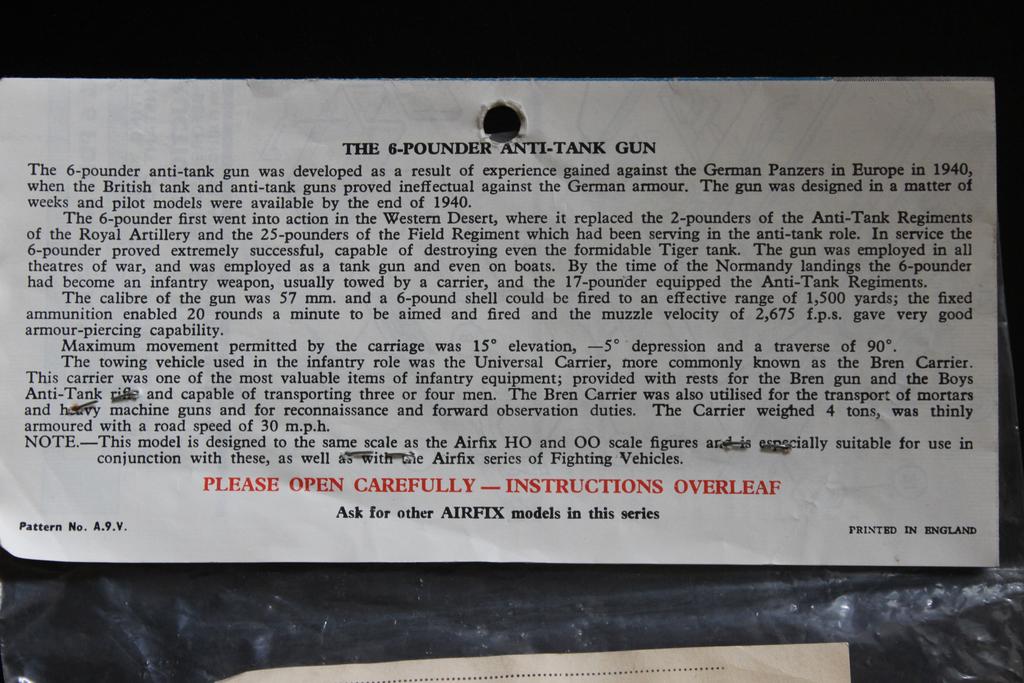 THE 6-POUNDER ANTI-TANK GUN
The 6-pounder anti-tank gun was developed as a result of experience gained against the German Panzers in Europe in 1940,
when the British tank and anti-tank guns proved ineffectual against the German armour. The gun was designed in a matter of
weeks and pilot models were available by the end of 1940.
The 6-pounder first went into action in the Western Desert, where it replaced the 2-pounders of the Anti-Tank Regiments
of the Royal Artillery and the 25-pounders of the Field Regiment which had been serving in the anti-tank role. In service the
6-pounder proved extremely successful, capable of destroying even the formidable Tiger tank. The gun was employed in all
theatres of war, and was employed as a tank gun and even on boats. By the time of the Normandy landings the 6-pounder
had become an infantry weapon, usually towed by a carrier, and the 17-pounder equipped the Anti-Tank Regiments.
The calibre of the gun was 57 mm. and a 6-pound shell could be fired to an effective range of 1,500 yards; the fixed
ammunition enabled 20 rounds a minute to be aimed and fired and the muzzle velocity of 2,675 f.p.s. gave very good
armour-piercing capability.
Maximum movement permitted by the carriage was 15° elevation, —5° depression and a traverse of 90°.
The towing vehicle used in the infantry role was the Universal Carrier, more commonly known as the Bren Carrier.
This carrier was one of the most valuable items of infantry equipment; provided with rests for the Bren gun and the Boys
Anti-Tank rifle and capable of transporting three or four men. The Bren Carrier was also utilised for the transport of mortars
and heavy machine guns and for reconnaissance and forward observation duties. The Carrier weighed 4 tons, was thinly
armoured with a road speed of 30 m.p.h.
NOTE.—This model is designed to the same scale as the Airfix HO and OO scale figures and is especially suitable for use in
conjunction with these, as well as with the Airfix series of Fighting Vehicles.
PLEASE OPEN CAREFULLY — INSTRUCTIONS OVERLEAF
Ask for other AIRFIX models in this series
Pattern No. A.9.V.
PRINTED IN ENGLAND